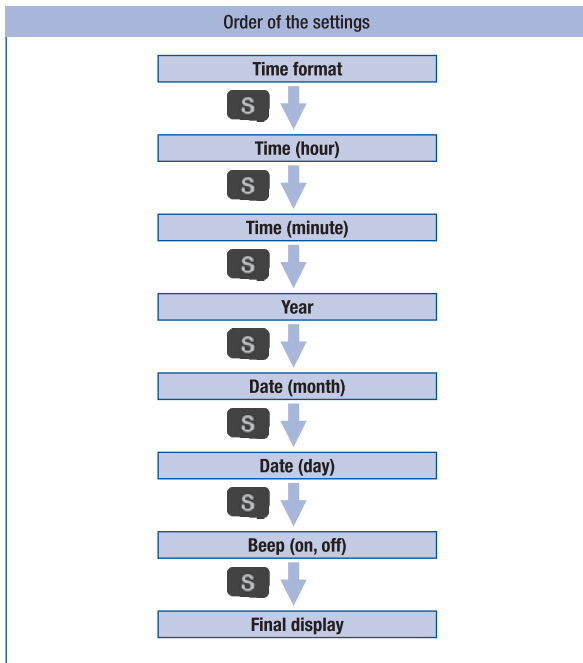 Order of the settings
Time format
S
Time (hour)
S
Time (minute)
S
Year
S
Date (month)
S
Date (day)
S
Beep (on, off)
S
Final display